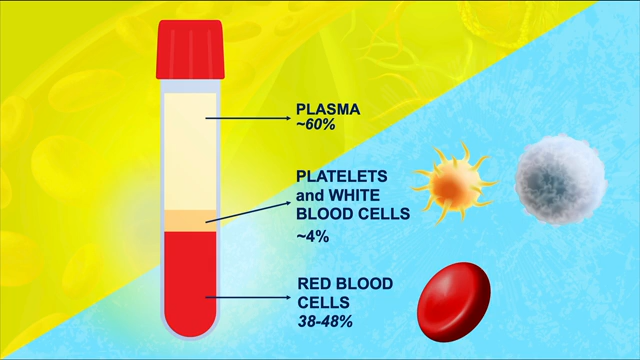 PLASMA
~60%
PLATELETS
and WHITE
BLOOD CELLS
~4%
RED BLOOD
CELLS
38-48%